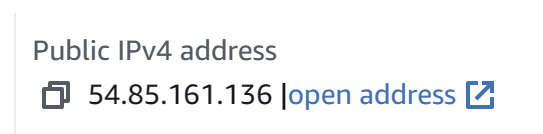 Public IPv4 address
54.85.161.136 |open address